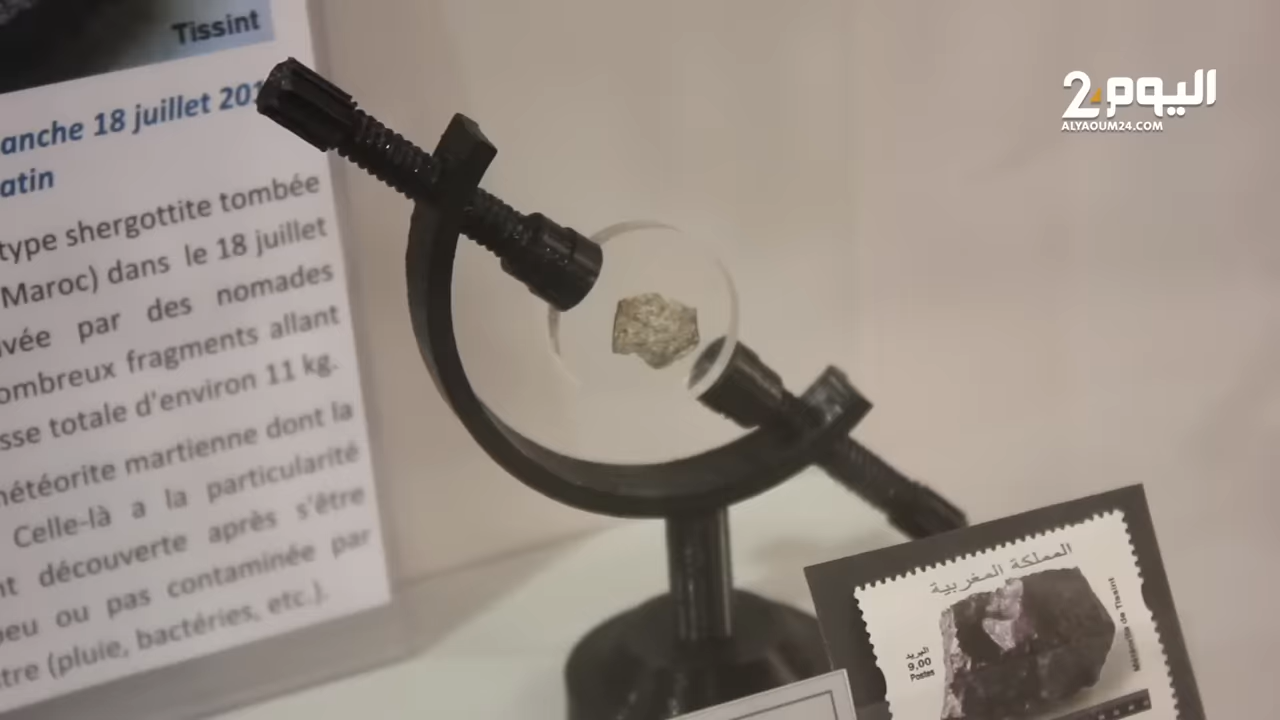 Tissint
anche 18 juillet 201
atin
type shergottite tombée
Maroc) dans le 18 juillet
vée par des nomades
ombreux fragments allant
sse totale d'environ 11 kg.
météorite martienne dont la
Celle-là a la particularité
nt découverte après s'être
peu ou pas contaminée par
tre (pluie, bactéries, etc.).
اليوم 24
ALYAOUM24.COM
المملكة المغربية
البريد
9,00
Postes
Météorite de Tissint